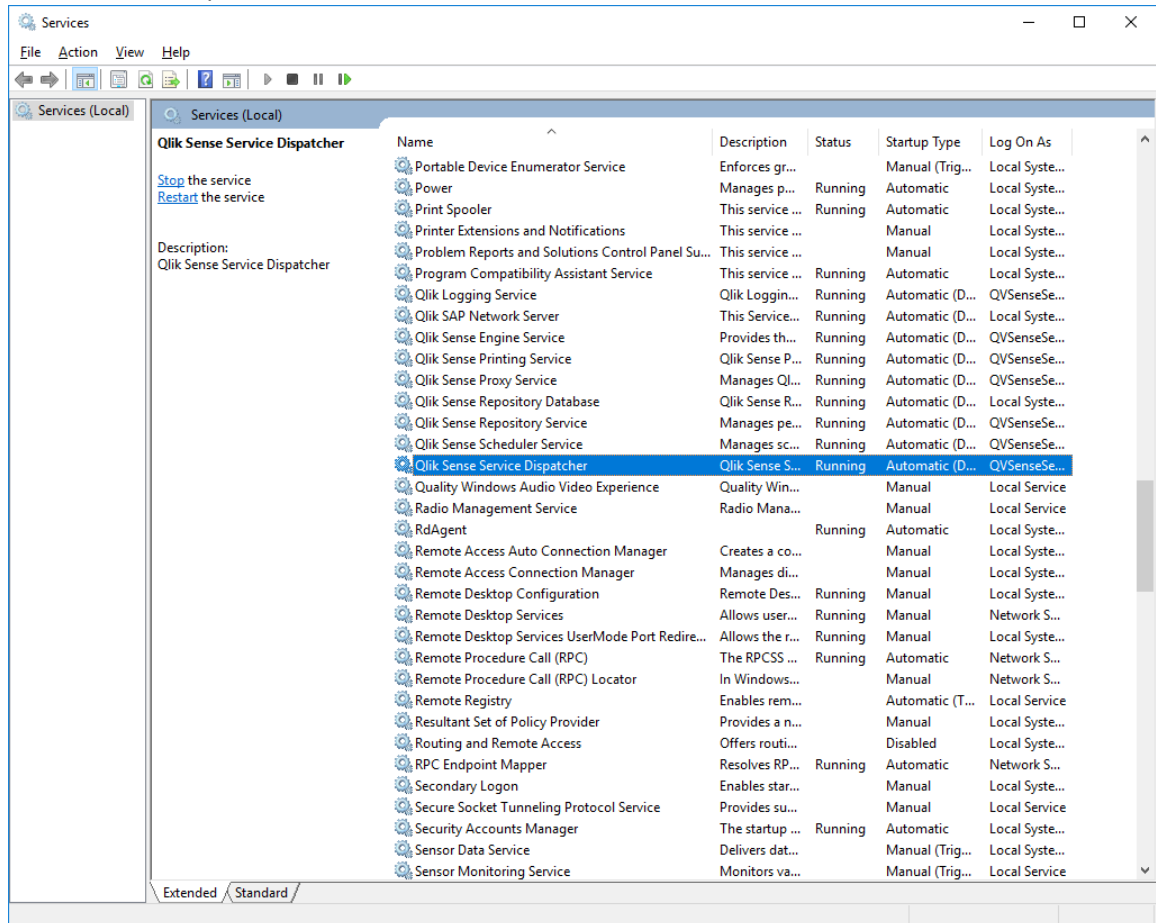 Services
File Action View Help
Services (Local)
Services (Local)
Qlik Sense Service Dispatcher
Stop the service
Restart the service
Description:
Qlik Sense Service Dispatcher
Name Description Status Startup Type Log On As
Portable Device Enumerator Service Enforces gr... Manual (Trig... Local Syste...
Power Manages p... Running Automatic Local Syste...
Print Spooler This service ... Running Automatic Local Syste...
Printer Extensions and Notifications This service ... Manual Local Syste...
Problem Reports and Solutions Control Panel Su... This service ... Manual Local Syste...
Program Compatibility Assistant Service This service ... Running Automatic Local Syste...
Qlik Logging Service Qlik Loggin... Running Automatic (D... QVSenseSe...
Qlik SAP Network Server This Service... Running Automatic (D... Local Syste...
Qlik Sense Engine Service Provides th... Running Automatic (D... QVSenseSe...
Qlik Sense Printing Service Qlik Sense P... Running Automatic (D... QVSenseSe...
Qlik Sense Proxy Service Manages Ql... Running Automatic (D... QVSenseSe...
Qlik Sense Repository Database Qlik Sense R... Running Automatic (D... Local Syste...
Qlik Sense Repository Service Manages pe... Running Automatic (D... QVSenseSe...
Qlik Sense Scheduler Service Manages sc... Running Automatic (D... QVSenseSe...
Qlik Sense Service Dispatcher Qlik Sense S... Running Automatic (D... QVSenseSe...
Quality Windows Audio Video Experience Quality Win... Manual Local Service
Radio Management Service Radio Mana... Manual Local Service
RdAgent Running Automatic Local Syste...
Remote Access Auto Connection Manager Creates a co... Manual Local Syste...
Remote Access Connection Manager Manages di... Manual Local Syste...
Remote Desktop Configuration Remote Des... Running Manual Local Syste...
Remote Desktop Services Allows user... Running Manual Network S...
Remote Desktop Services UserMode Port Redire... Allows the r... Running Manual Local Syste...
Remote Procedure Call (RPC) The RPCSS ... Running Automatic Network S...
Remote Procedure Call (RPC) Locator In Windows... Manual Network S...
Remote Registry Enables rem... Automatic (T... Local Service
Resultant Set of Policy Provider Provides a n... Manual Local Syste...
Routing and Remote Access Offers routi... Disabled Local Syste...
RPC Endpoint Mapper Resolves RP... Running Automatic Network S...
Secondary Logon Enables star... Manual Local Syste...
Secure Socket Tunneling Protocol Service Provides su... Manual Local Service
Security Accounts Manager The startup ... Running Automatic Local Syste...
Sensor Data Service Delivers dat... Manual (Trig... Local Syste...
Sensor Monitoring Service Monitors va... Manual (Trig... Local Service
Extended Standard